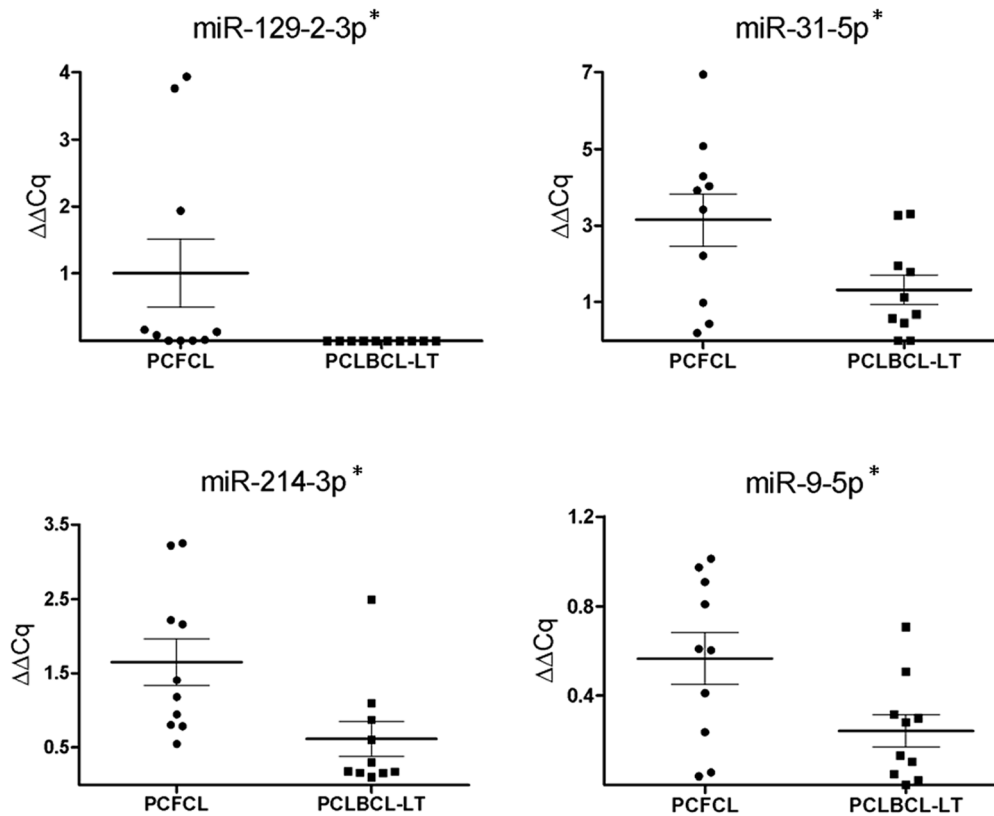 miR-129-2-3p*
4
3
2
1
ΔΔCq
PCFCL PCLBCL-LT
miR-31-5p*
7
5
3
1
ΔΔCq
PCFCL PCLBCL-LT
miR-214-3p*
3.5
2.5
1.5
0.5
ΔΔCq
PCFCL PCLBCL-LT
miR-9-5p*
1.2
0.8
0.4
ΔΔCq
PCFCL PCLBCL-LT